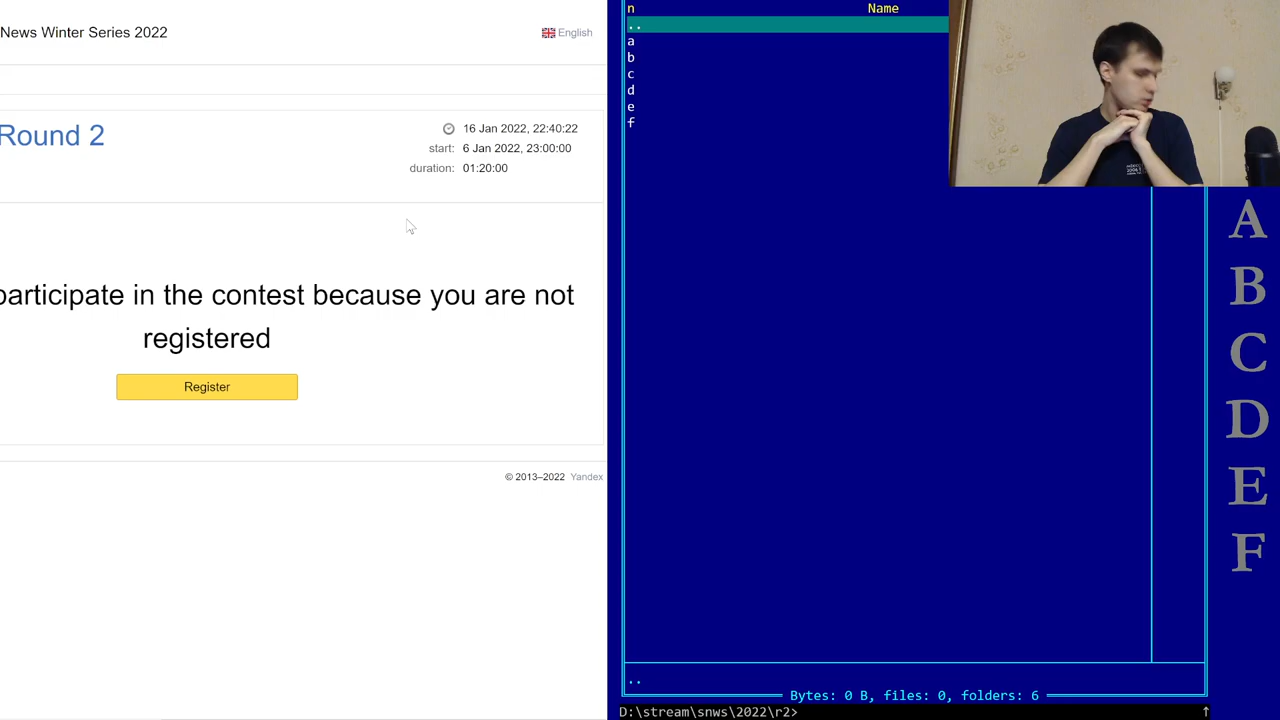 News Winter Series 2022
English
Round 2
16 Jan 2022, 22:40:22
start: 6 Jan 2022, 23:00:00
duration: 01:20:00
participate in the contest because you are not
registered
Register
© 2013–2022 Yandex
n Name
..
a
b
c
d
e
f
..
Bytes: 0 B, files: 0, folders: 6
D:\stream\snws\2022\r2>
A
B
C
D
E
F